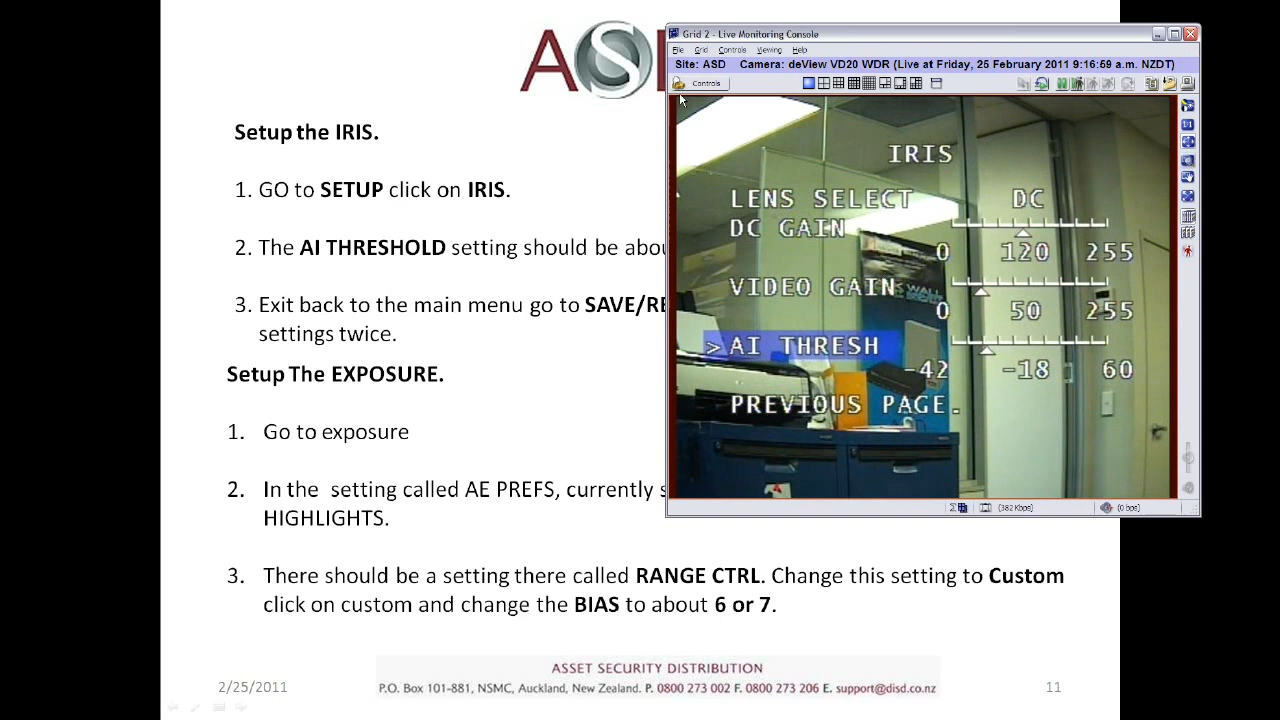 AS
Setup the IRIS.
1. GO to SETUP click on IRIS.
2. The AI THRESHOLD setting should be abou
3. Exit back to the main menu go to SAVE/RE
settings twice.
Setup The EXPOSURE.
1. Go to exposure
2. In the setting called AE PREFS, currently s
HIGHLIGHTS.
3. There should be a setting there called RANGE CTRL. Change this setting to Custom
click on custom and change the BIAS to about 6 or 7.
Grid 2 - Live Monitoring Console
File Grid Controls Viewing Help
Site: ASD Camera: deView VD20 WDR (Live at Friday, 25 February 2011 9:16:59 a.m. NZDT)
Controls
IRIS
LENS SELECT DC
DC GAIN
0 120 255
VIDEO GAIN
0 50 255
>AI THRESH
-42 -18 60
PREVIOUS PAGE.
(382 Kbps) (0 bps)
ASSET SECURITY DISTRIBUTION
P.O. Box 101-881, NSMC, Auckland, New Zealand. P. 0800 273 002 F. 0800 273 206 E. support@disd.co.nz
2/25/2011
11